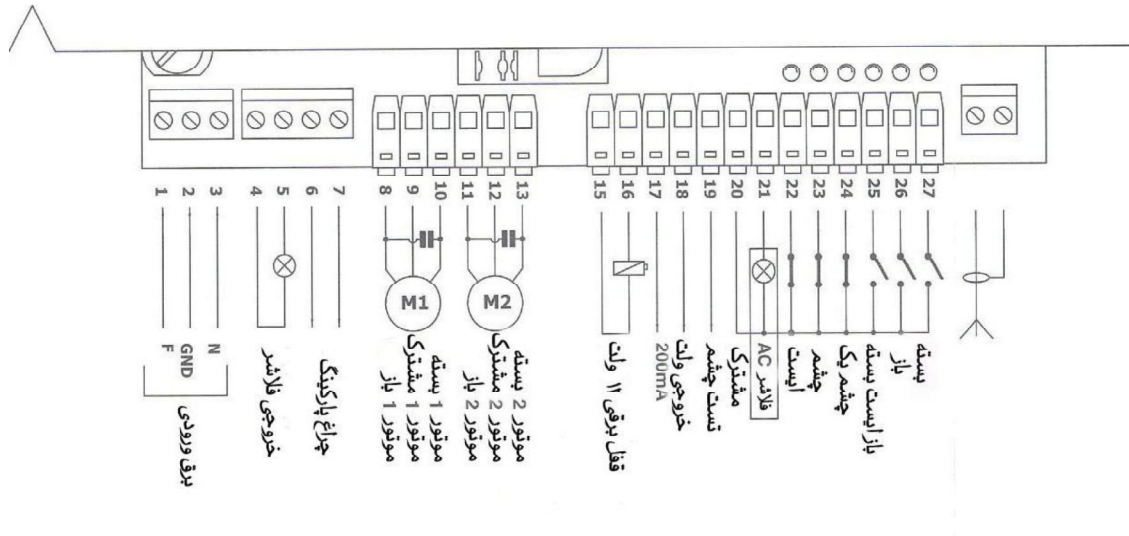 1
2
3
4
5
6
7
8
9
10
11
12
13
15
16
17
18
19
20
21
22
23
24
25
26
27
M1
M2
F
GND
N
برق ورودی
خروجی فلاشر
چراغ پارکینگ
موتور 1 باز
موتور 1 مشترک
موتور 1 بسته
موتور 2 باز
موتور 2 مشترک
موتور 2 بسته
قفل برقی ۱۲ ولت
200mA
خروجی ولت
تست چشم
مشترک
فلاشر AC
ایست
چشم
چشم یک
باز ایست بسته
باز
بسته